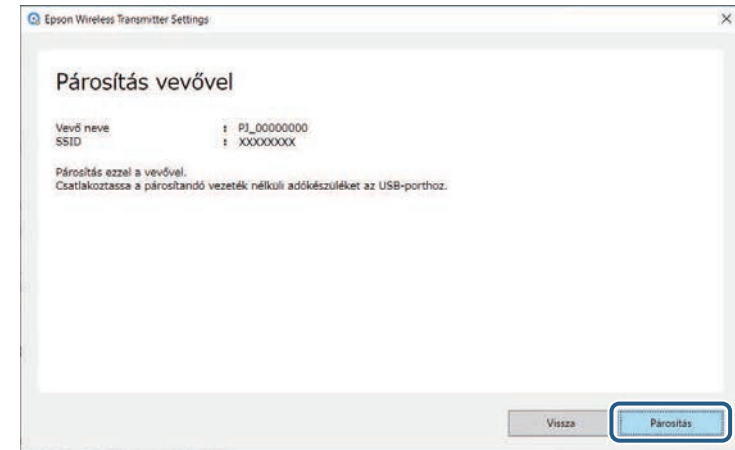 Epson Wireless Transmitter Settings
Párosítás vevővel
Vevő neve : PJ_00000000
SSID : XXXXXXXX
Párosítás ezzel a vevővel.
Csatlakoztassa a párosítandó vezeték nélküli adókészüléket az USB-porthoz.
Vissza Párosítás